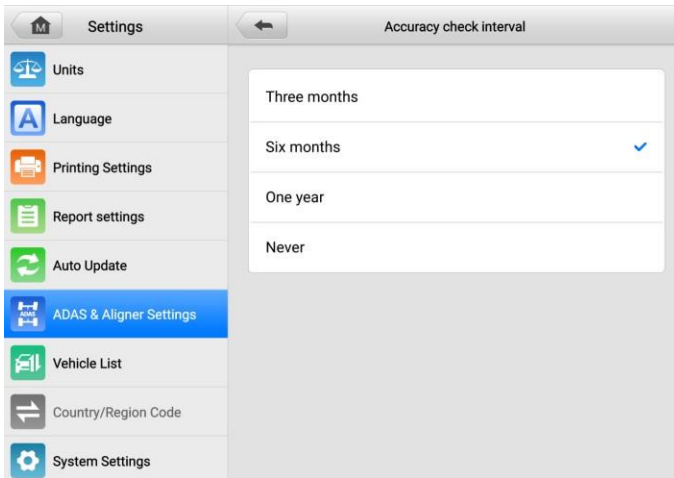 Settings
Accuracy check interval
Units
Language
Printing Settings
Report settings
Auto Update
ADAS & Aligner Settings
Vehicle List
Country/Region Code
System Settings
Three months
Six months
One year
Never
M
A
ADAS